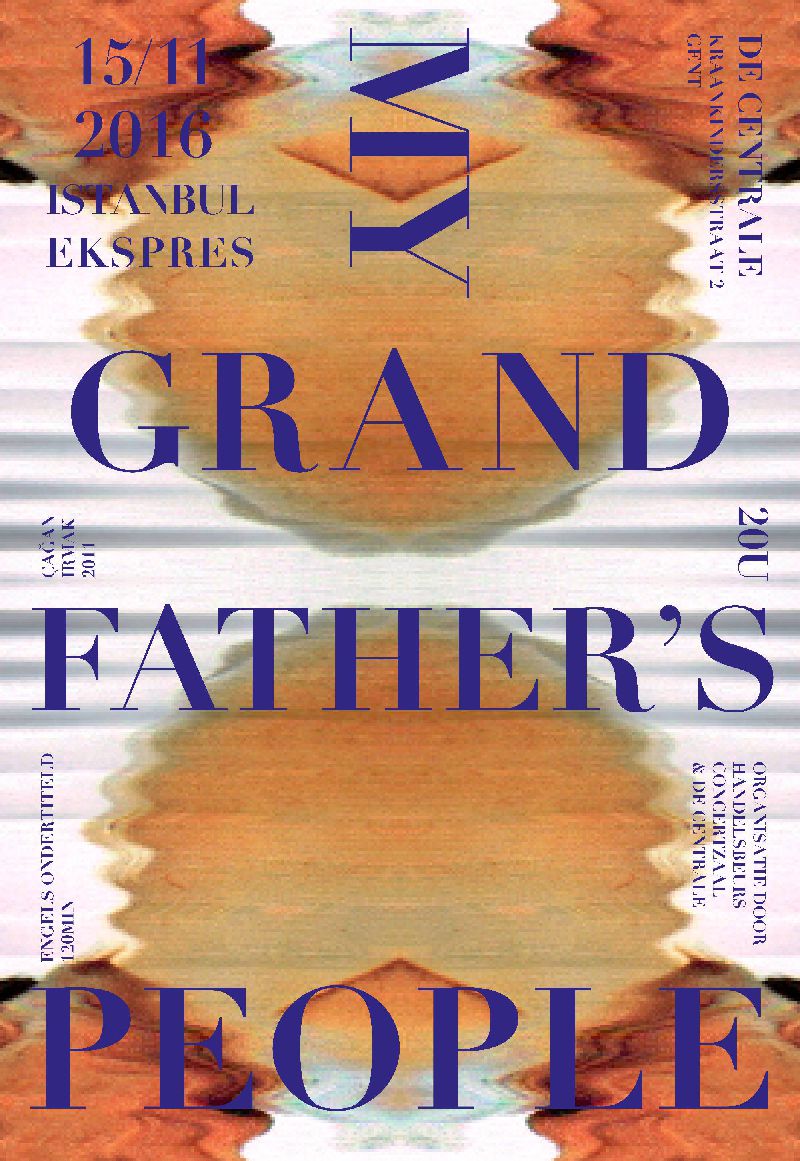 15/11
2016
ISTANBUL
EKSPRES
MY
DE CENTRALE
KRAANKINDERSSTRAAT 2
GENT
GRAND
ÇAĞAN
IRMAK
2011
20U
FATHER'S
ENGELS ONDERTITELD
120MIN
ORGANISATIE DOOR
HANDELSBEURS
CONCERTZAAL
& DE CENTRALE
PEOPLE